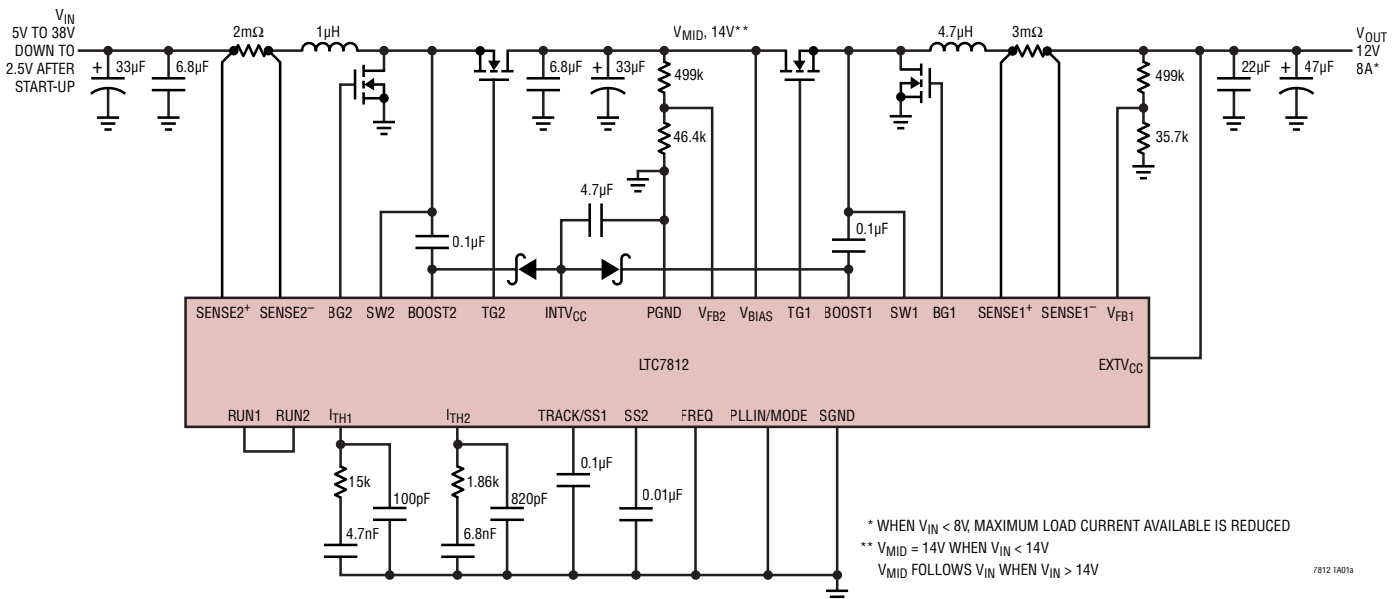 V_IN
5V TO 38V
DOWN TO
2.5V AFTER
START-UP
+
33µF
6.8µF
2mΩ
1µH
6.8µF
+
33µF
V_MID, 14V**
499k
46.4k
4.7µF
0.1µF
0.1µF
4.7µH
3mΩ
499k
35.7k
22µF
+
47µF
V_OUT
12V
8A*
SENSE2+
SENSE2–
BG2
SW2
BOOST2
TG2
INTV_CC
PGND
V_FB2
V_BIAS
TG1
BOOST1
SW1
BG1
SENSE1+
SENSE1–
V_FB1
LTC7812
EXTV_CC
RUN1
RUN2
I_TH1
I_TH2
TRACK/SS1
SS2
FREQ
PLLIN/MODE
SGND
15k
100pF
4.7nF
1.86k
820pF
6.8nF
0.1µF
0.01µF
* WHEN V_IN < 8V, MAXIMUM LOAD CURRENT AVAILABLE IS REDUCED
** V_MID = 14V WHEN V_IN < 14V
V_MID FOLLOWS V_IN WHEN V_IN > 14V
7812 TA01a